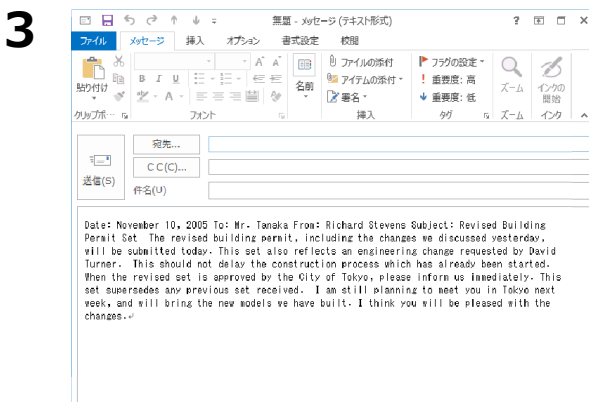 3
無題 - メッセージ (テキスト形式)
ファイル メッセージ 挿入 オプション 書式設定 校閲
貼り付け
B I U
A
名前
ファイルの添付
アイテムの添付
署名
フラグの設定
重要度: 高
重要度: 低
ズーム
インクの
開始
クリップボ… フォント 挿入 タグ ズーム インク
送信(S)
宛先...
C C(C)...
件名(U)
Date: November 10, 2005 To: Mr. Tanaka From: Richard Stevens Subject: Revised Building
Permit Set The revised building permit, including the changes we discussed yesterday,
will be submitted today. This set also reflects an engineering change requested by David
Turner. This should not delay the construction process which has already been started.
When the revised set is approved by the City of Tokyo, please inform us immediately. This
set supersedes any previous set received. I am still planning to meet you in Tokyo next
week, and will bring the new models we have built. I think you will be pleased with the
changes.